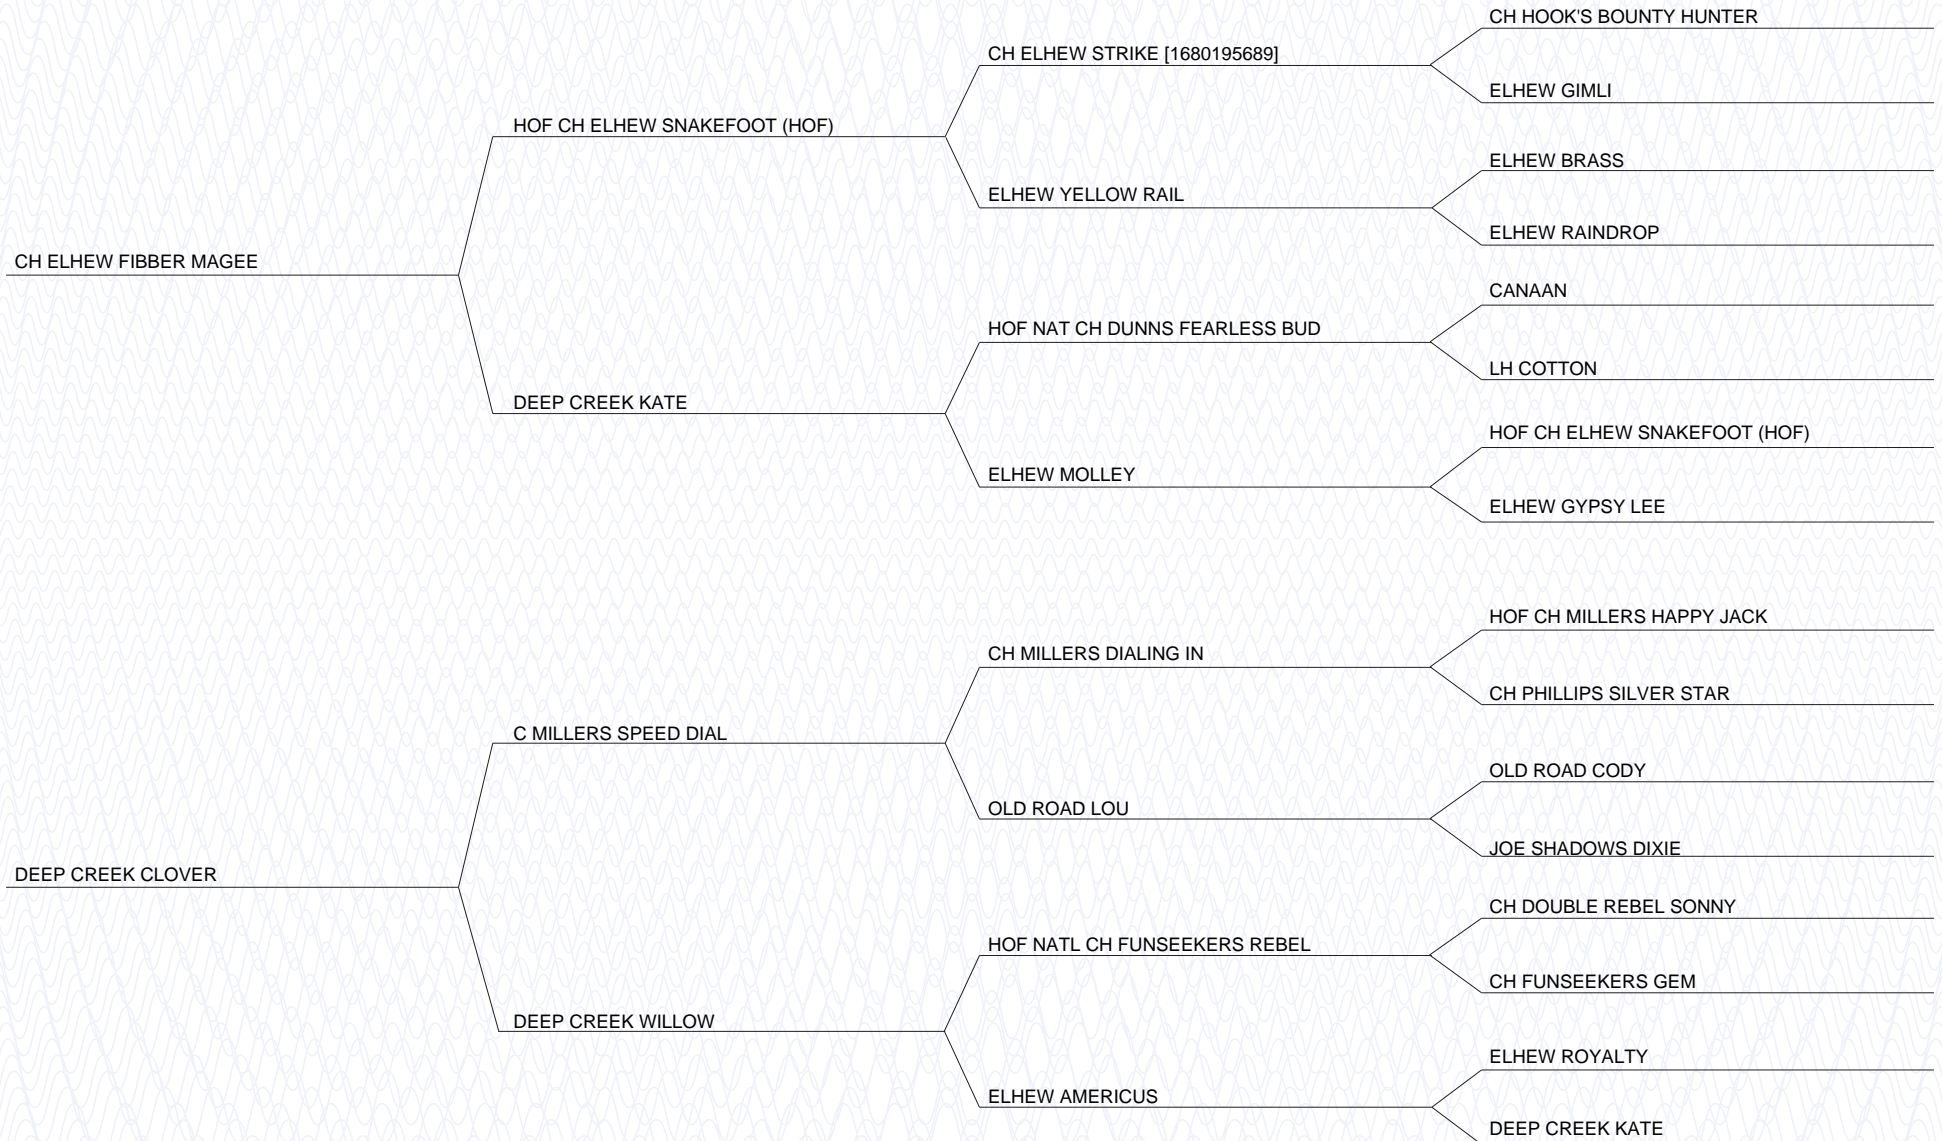 CH HOOK'S BOUNTY HUNTER
CH ELHEW STRIKE [1680195689]
ELHEW GIMLI
HOF CH ELHEW SNAKEFOOT (HOF)
ELHEW BRASS
ELHEW YELLOW RAIL
ELHEW RAINDROP
CH ELHEW FIBBER MAGEE
CANAAN
HOF NAT CH DUNNS FEARLESS BUD
LH COTTON
DEEP CREEK KATE
HOF CH ELHEW SNAKEFOOT (HOF)
ELHEW MOLLEY
ELHEW GYPSY LEE
HOF CH MILLERS HAPPY JACK
CH MILLERS DIALING IN
CH PHILLIPS SILVER STAR
C MILLERS SPEED DIAL
OLD ROAD CODY
OLD ROAD LOU
JOE SHADOWS DIXIE
DEEP CREEK CLOVER
CH DOUBLE REBEL SONNY
HOF NATL CH FUNSEEKERS REBEL
CH FUNSEEKERS GEM
DEEP CREEK WILLOW
ELHEW ROYALTY
ELHEW AMERICUS
DEEP CREEK KATE